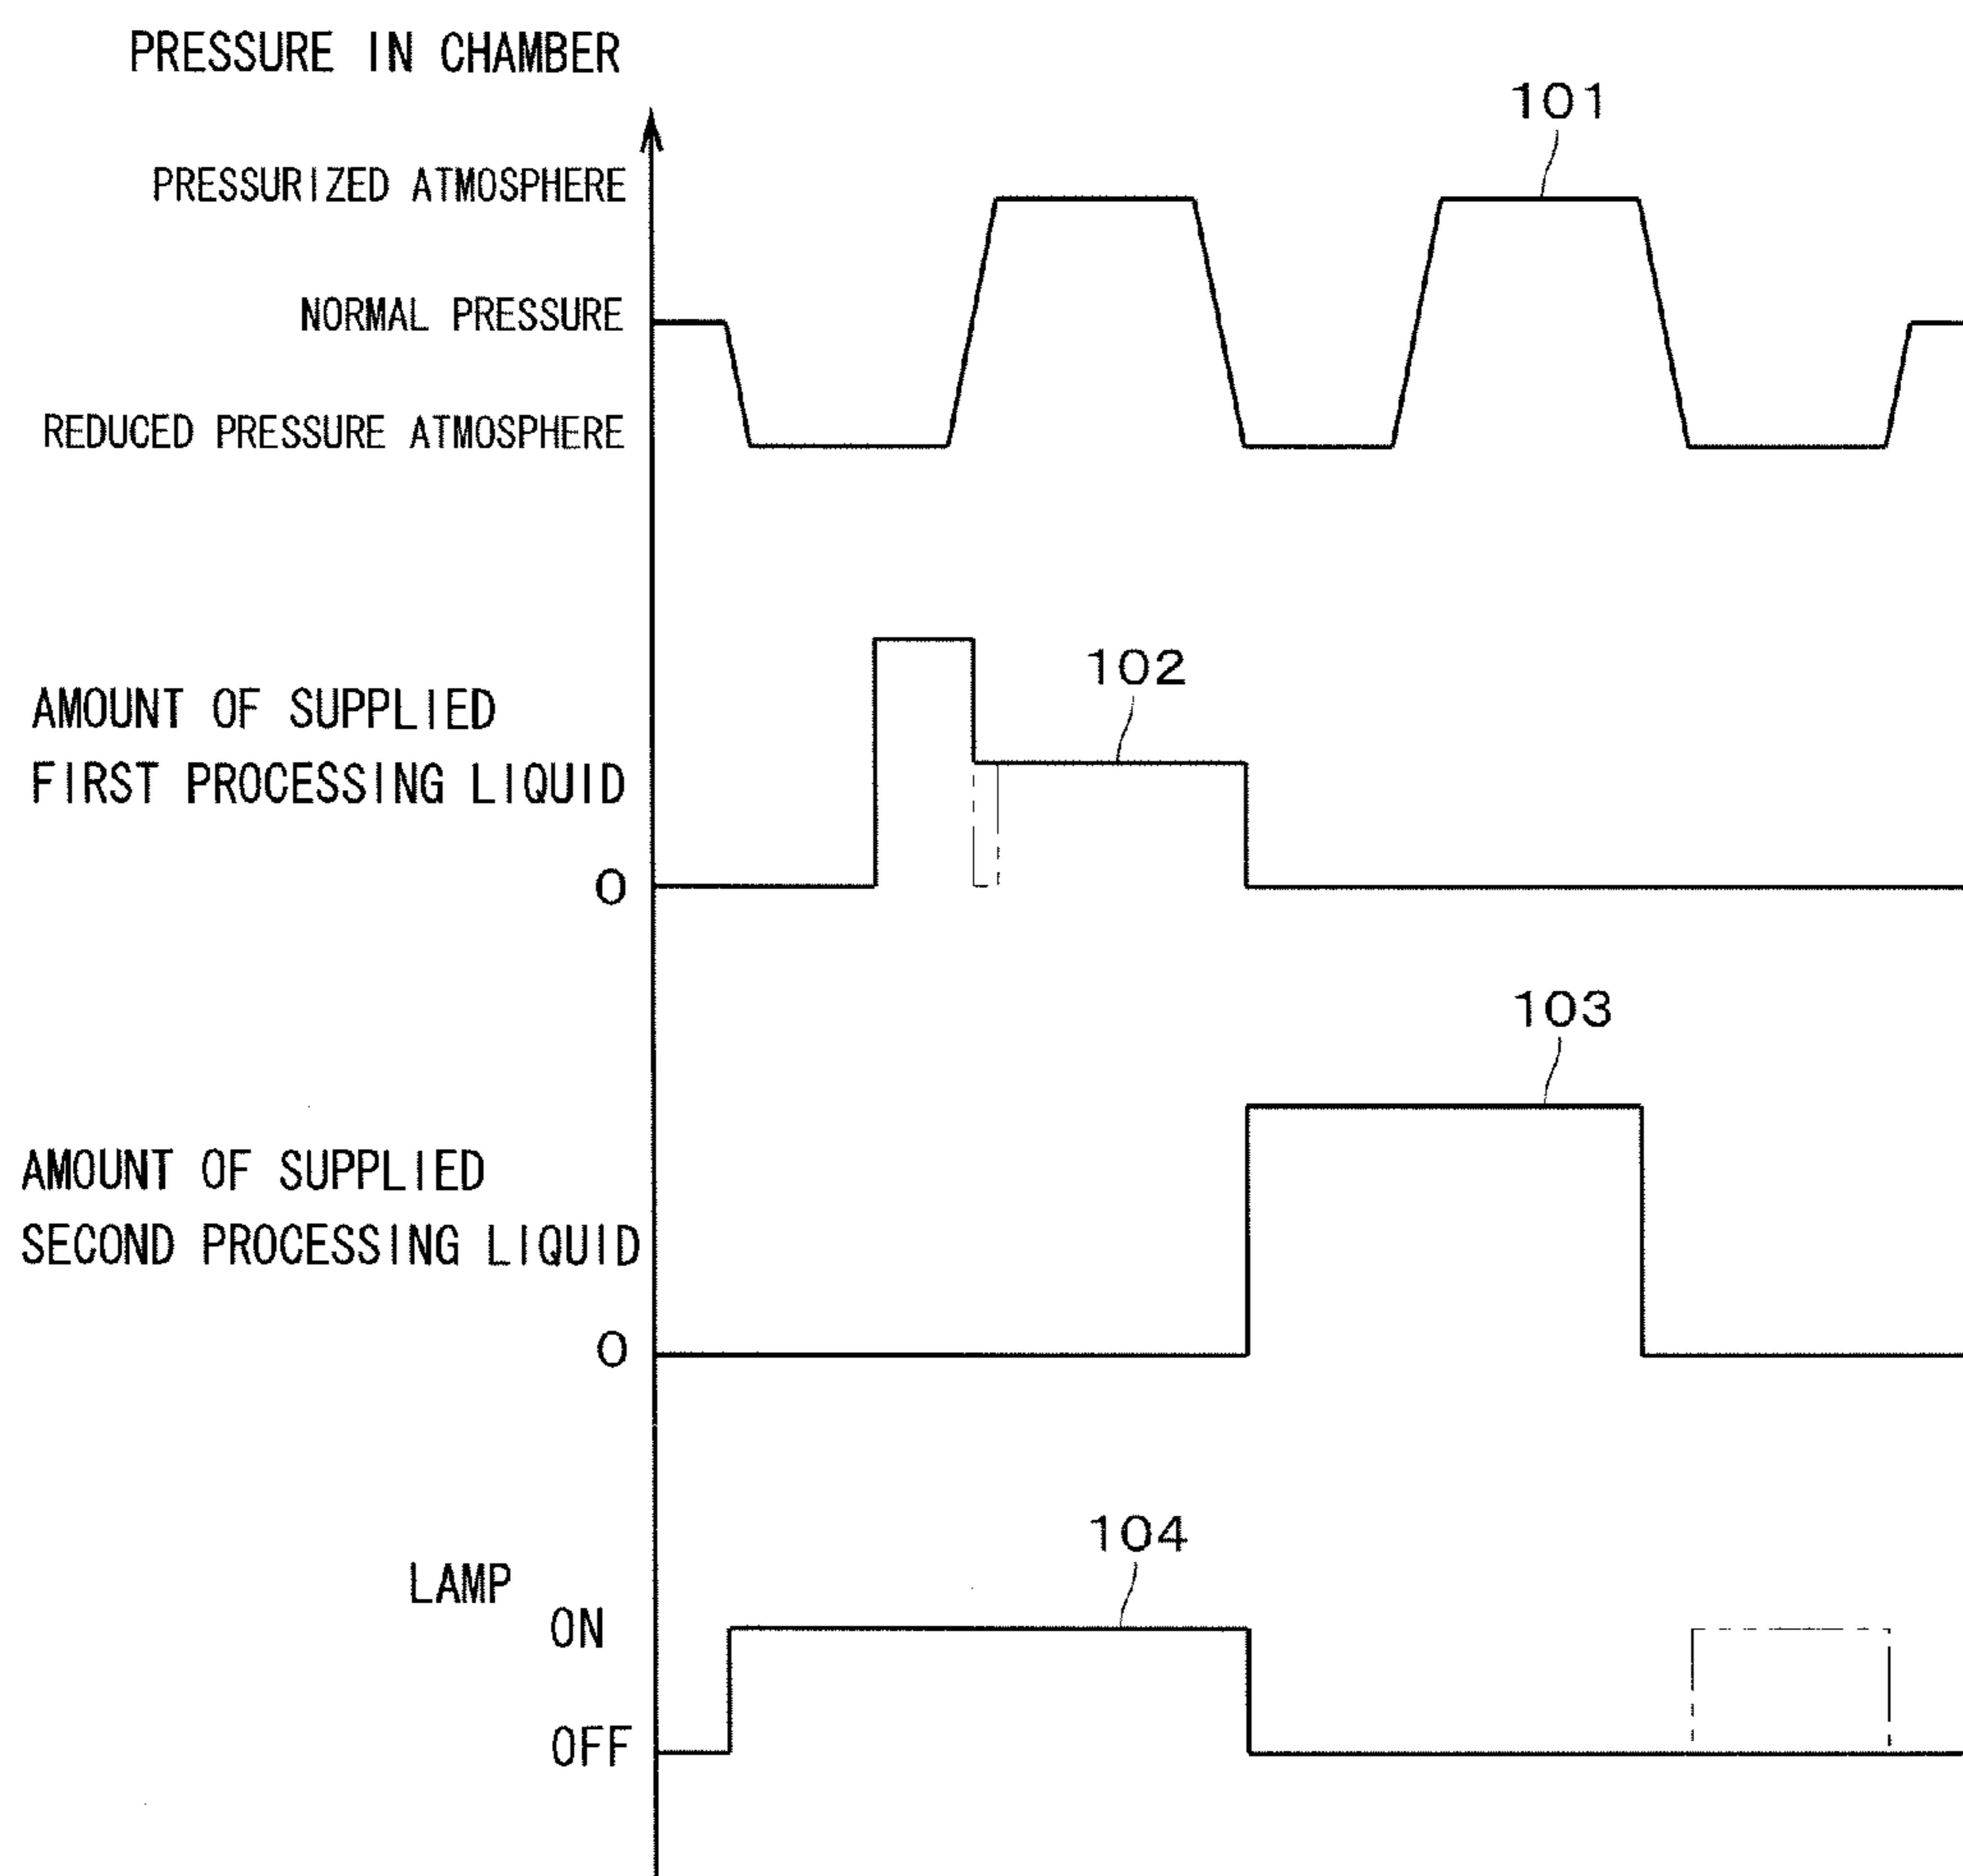 PRESSURE IN CHAMBER
101
PRESSURIZED ATMOSPHERE
NORMAL PRESSURE
REDUCED PRESSURE ATMOSPHERE
102
AMOUNT OF SUPPLIED
FIRST PROCESSING LIQUID
0
103
AMOUNT OF SUPPLIED
SECOND PROCESSING LIQUID
0
104
LAMP
ON
OFF